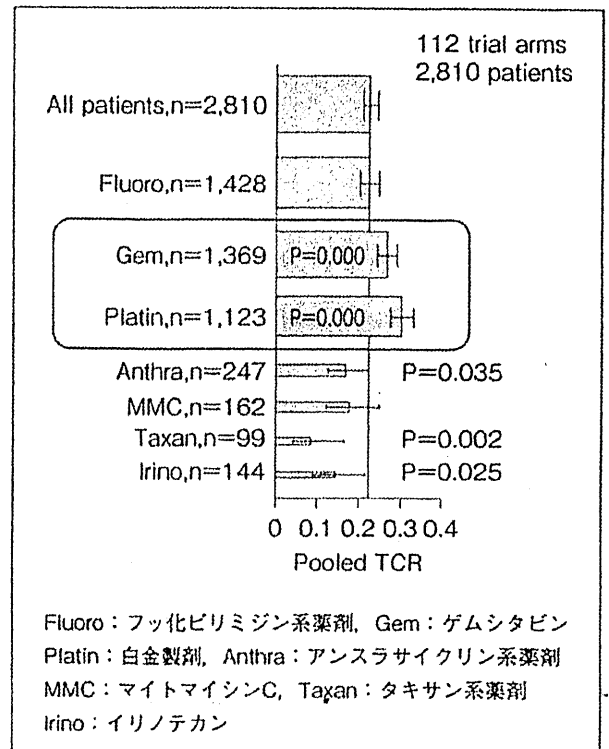 112 trial arms
2,810 patients
All patients,n=2,810
Fluoro,n=1,428
Gem,n=1,369 P=0.000
Platin,n=1,123 P=0.000
Anthra,n=247 P=0.035
MMC,n=162
Taxan,n=99 P=0.002
Irino,n=144 P=0.025
0 0.1 0.2 0.3 0.4
Pooled TCR
Fluoro：フッ化ピリミジン系薬剤，Gem：ゲムシタビン
Platin：白金製剤，Anthra：アンスラサイクリン系薬剤
MMC：マイトマイシンC，Taxan：タキサン系薬剤
Irino：イリノテカン